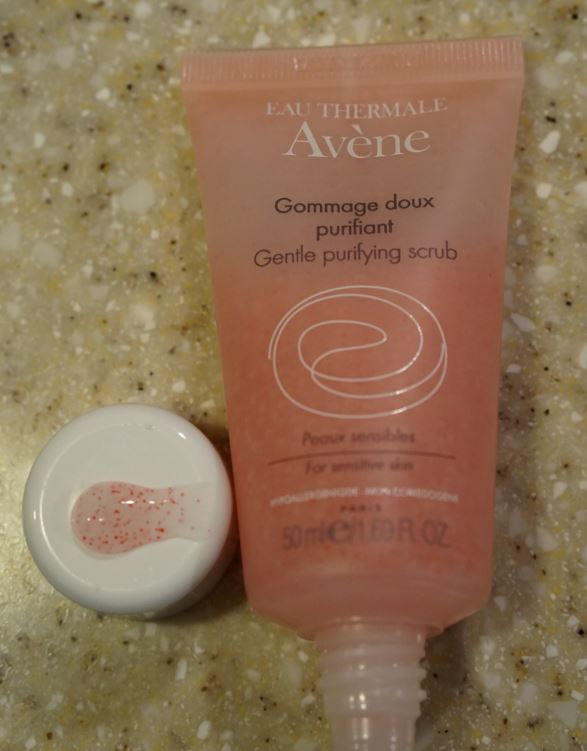 EAU THERMALE
Avène
Gommage doux
purifiant
Gentle purifying scrub
Peaux sensibles
For sensitive skin
HYPOALLERGÉNIQUE NON COMÉDOGÈNE
PARIS
50 ml ℮ 1.69 FL OZ.